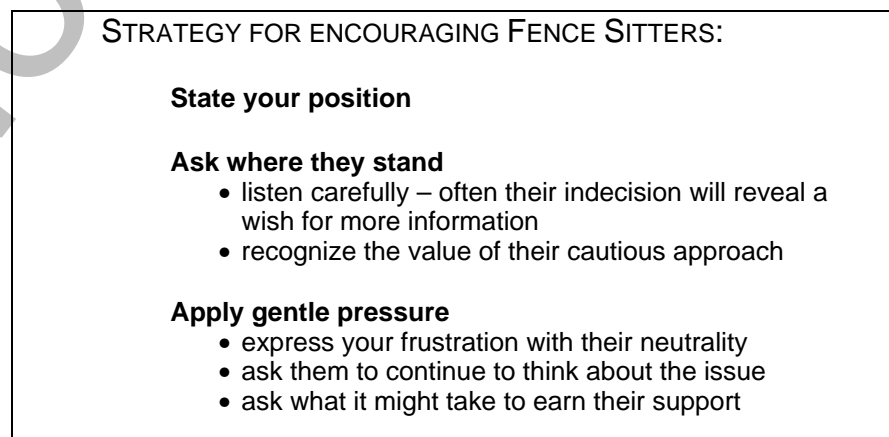 STRATEGY FOR ENCOURAGING FENCE SITTERS:
State your position
Ask where they stand
• listen carefully – often their indecision will reveal a
wish for more information
• recognize the value of their cautious approach
Apply gentle pressure
• express your frustration with their neutrality
• ask them to continue to think about the issue
• ask what it might take to earn their support